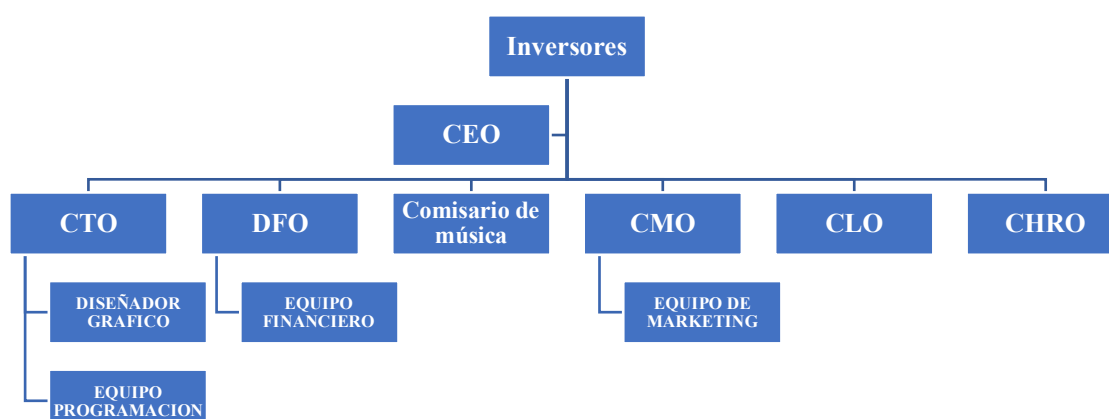 Inversores
CEO
CTO
DFO
Comisario de
música
CMO
CLO
CHRO
DISEÑADOR
GRAFICO
EQUIPO
FINANCIERO
EQUIPO DE
MARKETING
EQUIPO
PROGRAMACION